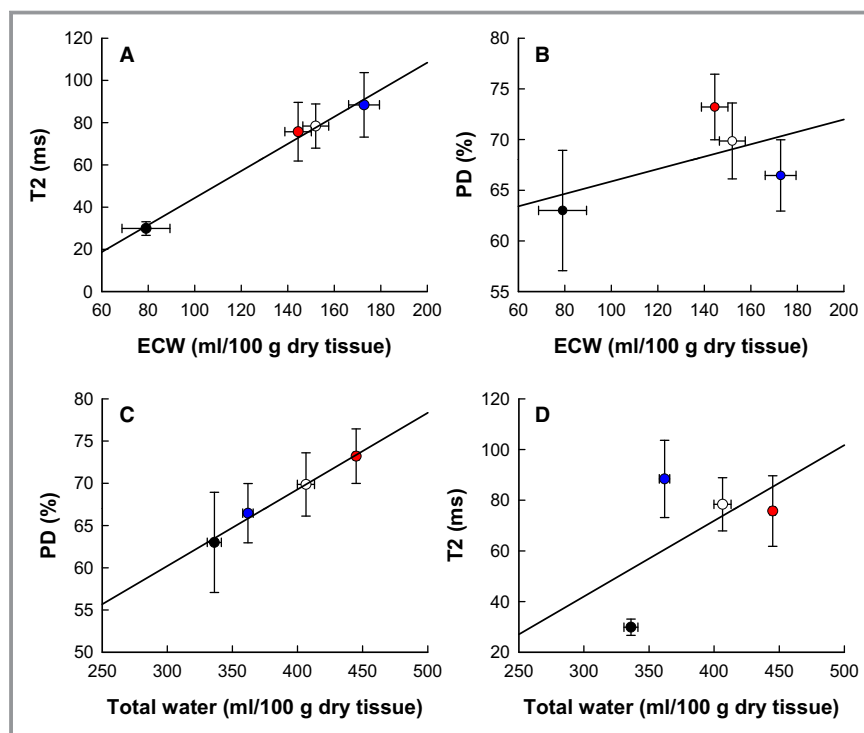 A
120
100
80
60
40
20
0
T2 (ms)
60 80 100 120 140 160 180 200
ECW (ml/100 g dry tissue)
B
80
75
70
65
60
55
PD (%)
60 80 100 120 140 160 180 200
ECW (ml/100 g dry tissue)
C
80
75
70
65
60
55
50
PD (%)
250 300 350 400 450 500
Total water (ml/100 g dry tissue)
D
120
100
80
60
40
20
T2 (ms)
250 300 350 400 450 500
Total water (ml/100 g dry tissue)